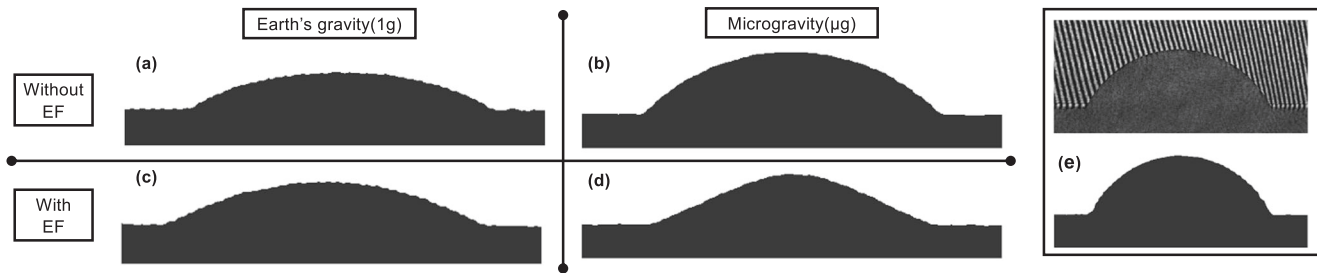 Earth's gravity(1g)
Microgravity(μg)
(a)
(b)
Without
EF
(e)
(c)
(d)
With
EF